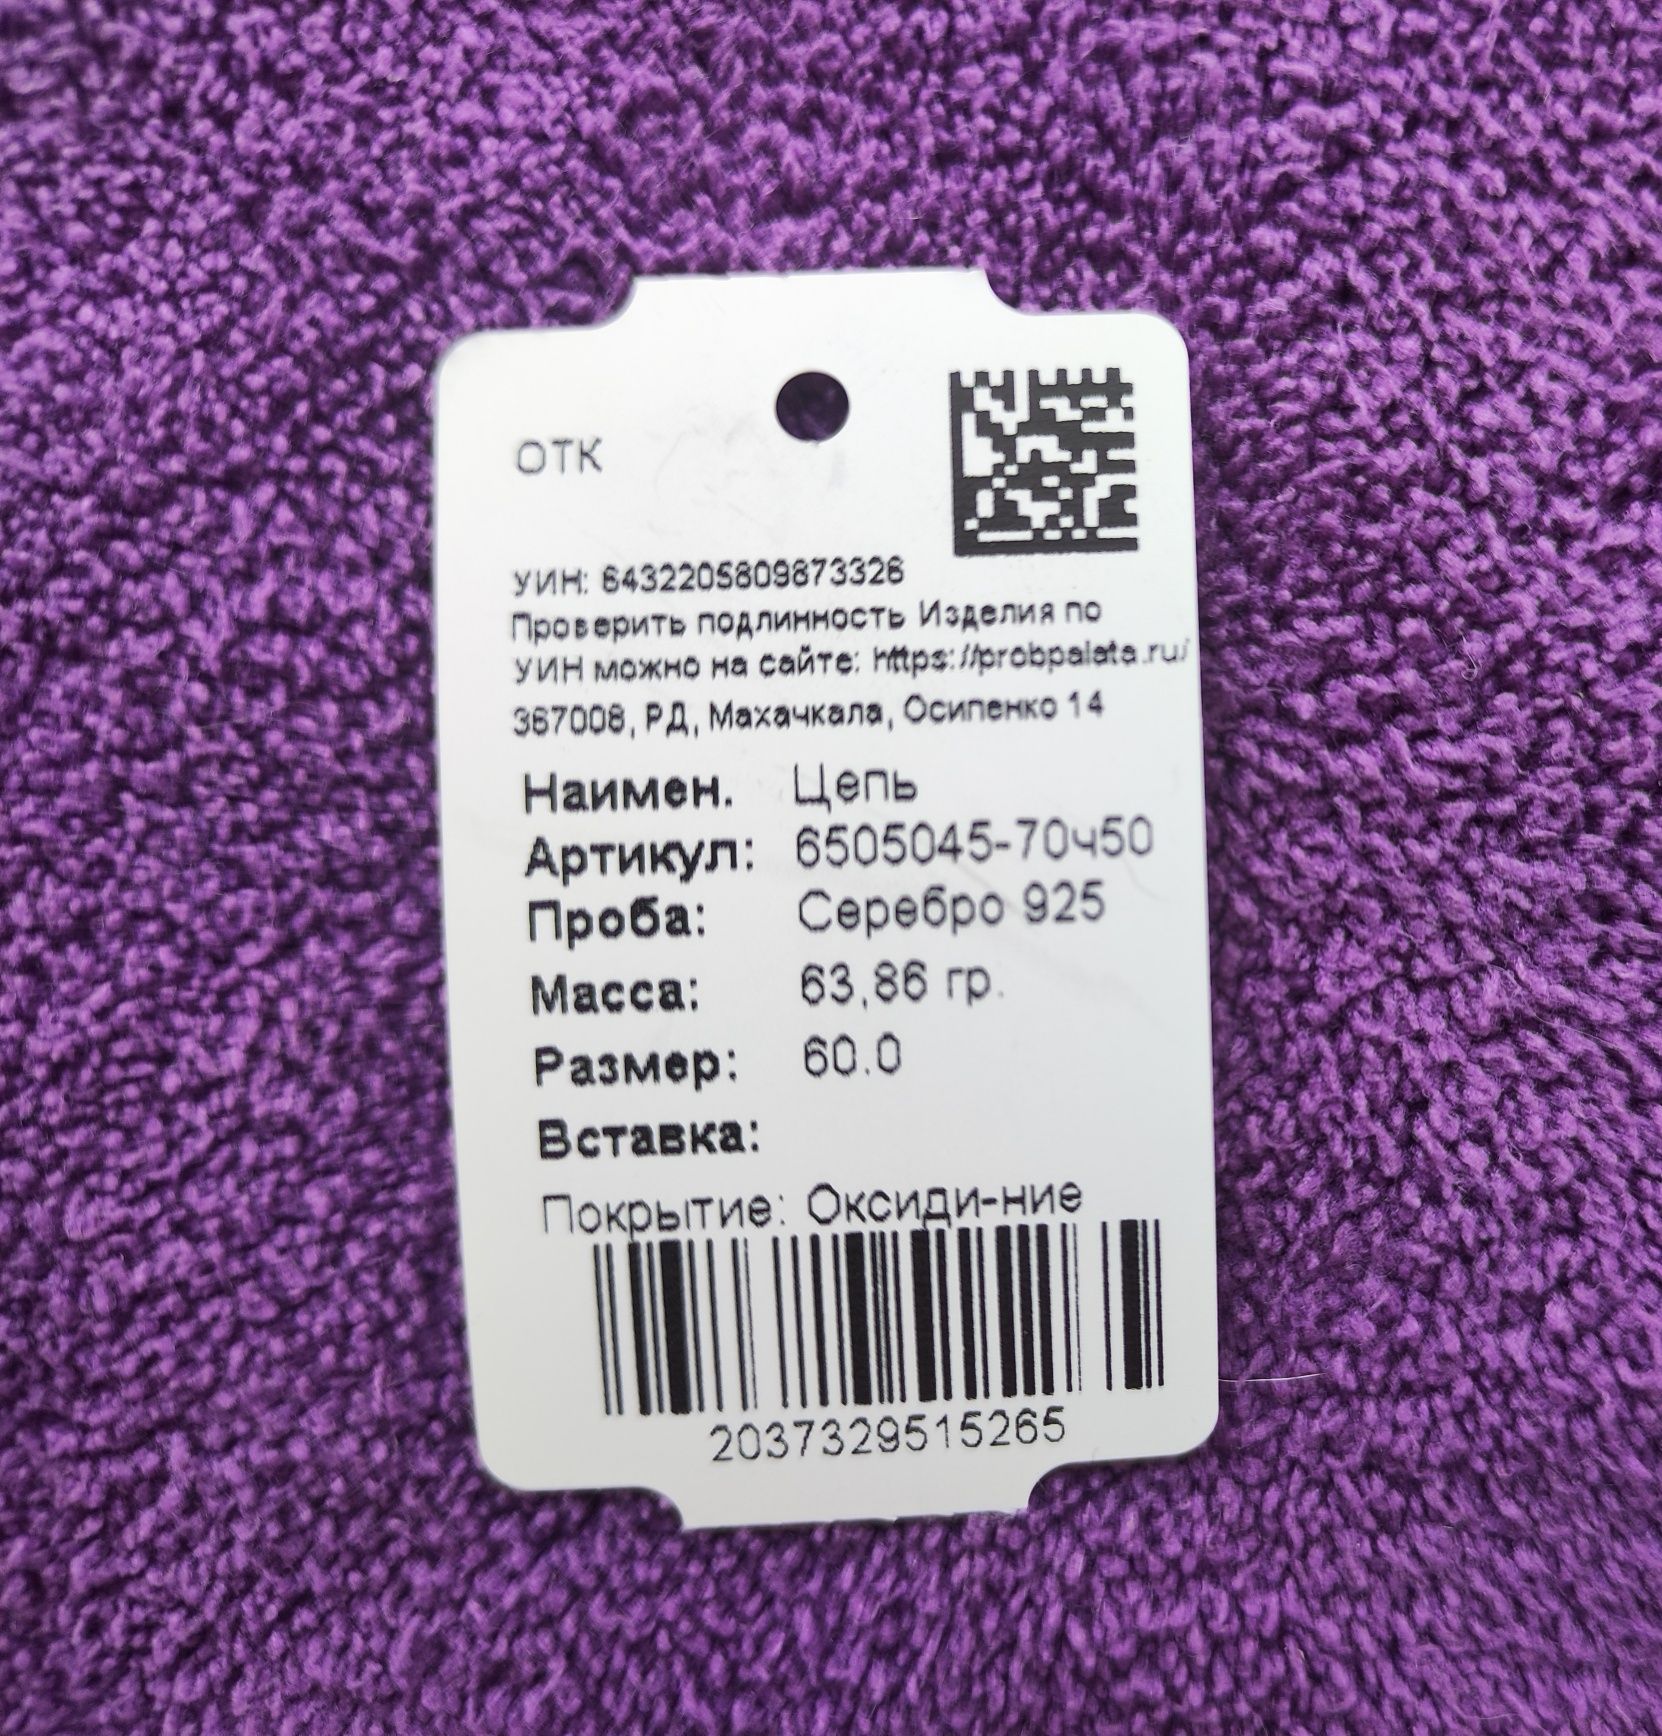 ОТК
УИН: 6432205809873326
Проверить подлинность Изделия по
УИН можно на сайте: https://probpalata.ru/
367008, РД, Махачкала, Осипенко 14
Наимен. Цепь
Артикул: 6505045-70ч50
Проба: Серебро 925
Масса: 63,86 гр.
Размер: 60.0
Вставка:
Покрытие: Оксиди-ние
2037329515265